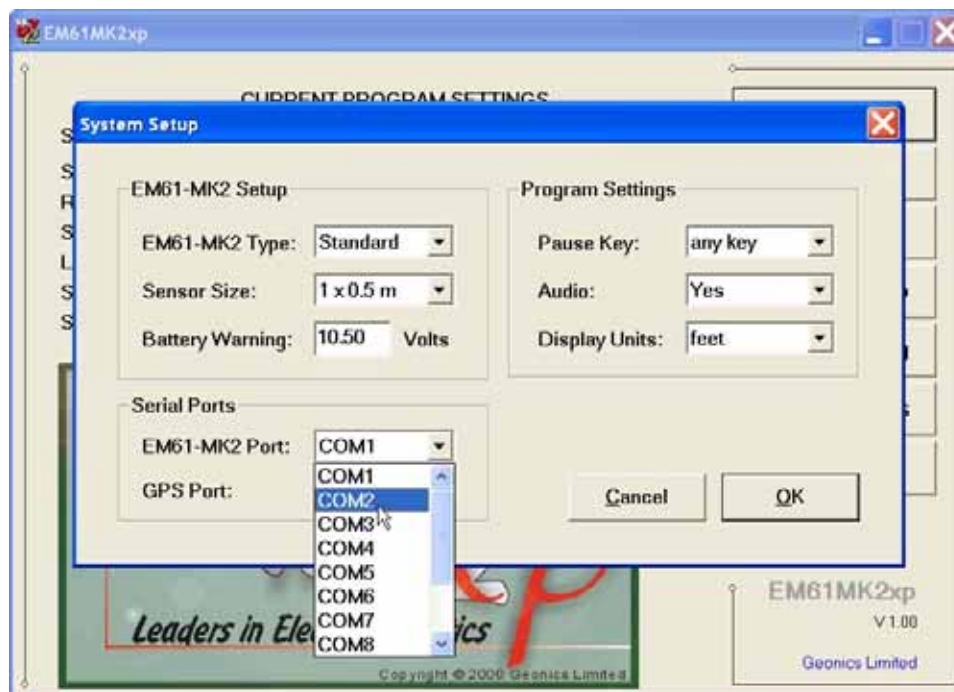 EM61MK2xp
CURRENT PROGRAM SETTINGS
System Setup
S
S
R
S
L
S
S
EM61-MK2 Setup
EM61-MK2 Type: Standard
Sensor Size: 1 x 0.5 m
Battery Warning: 10.50 Volts
Program Settings
Pause Key: any key
Audio: Yes
Display Units: feet
Serial Ports
EM61-MK2 Port: COM1
GPS Port:
COM1
COM2
COM3
COM4
COM5
COM6
COM7
COM8
Cancel
OK
Leaders in Ele ics
Copyright © 2000 Geonics Limited
EM61MK2xp
V 1.00
Geonics Limited